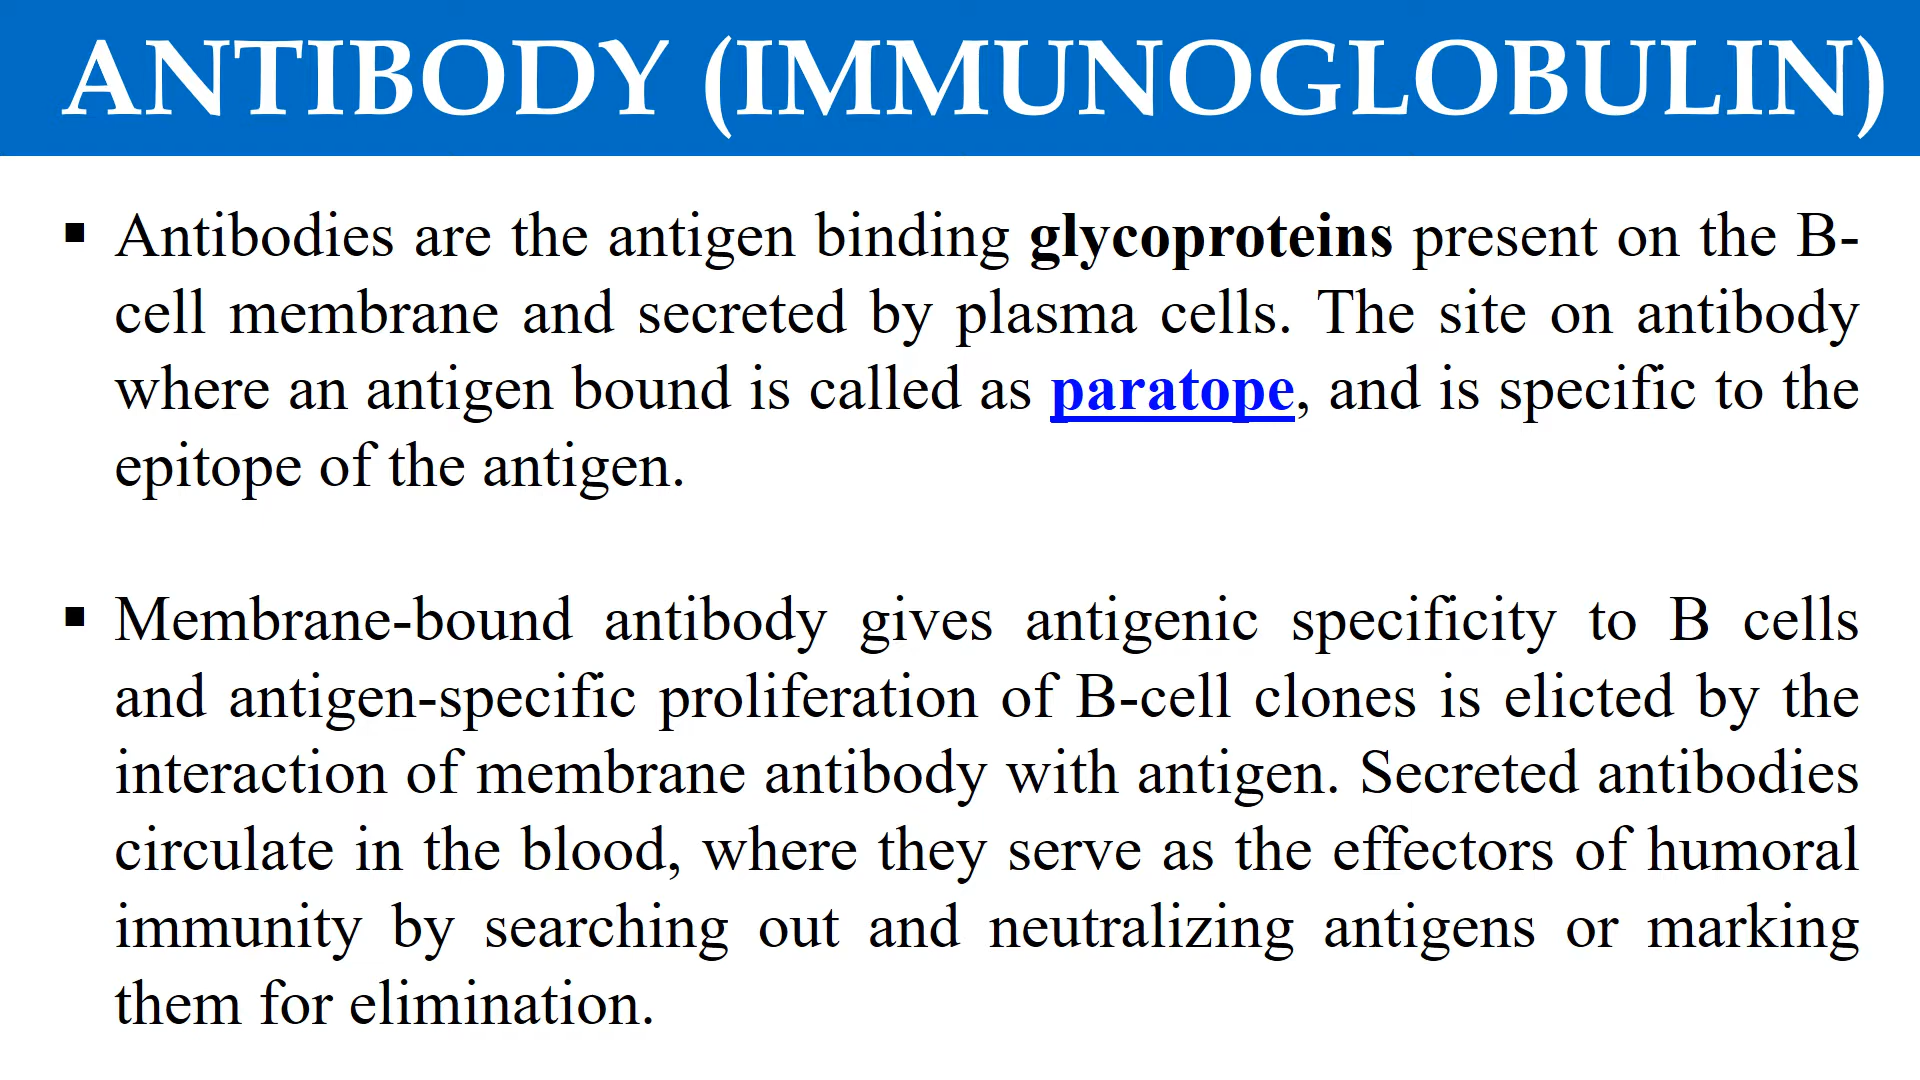 ANTIBODY (IMMUNOGLOBULIN)
▪ Antibodies are the antigen binding glycoproteins present on the B-
cell membrane and secreted by plasma cells. The site on antibody
where an antigen bound is called as paratope, and is specific to the
epitope of the antigen.
▪ Membrane-bound antibody gives antigenic specificity to B cells
and antigen-specific proliferation of B-cell clones is elicted by the
interaction of membrane antibody with antigen. Secreted antibodies
circulate in the blood, where they serve as the effectors of humoral
immunity by searching out and neutralizing antigens or marking
them for elimination.